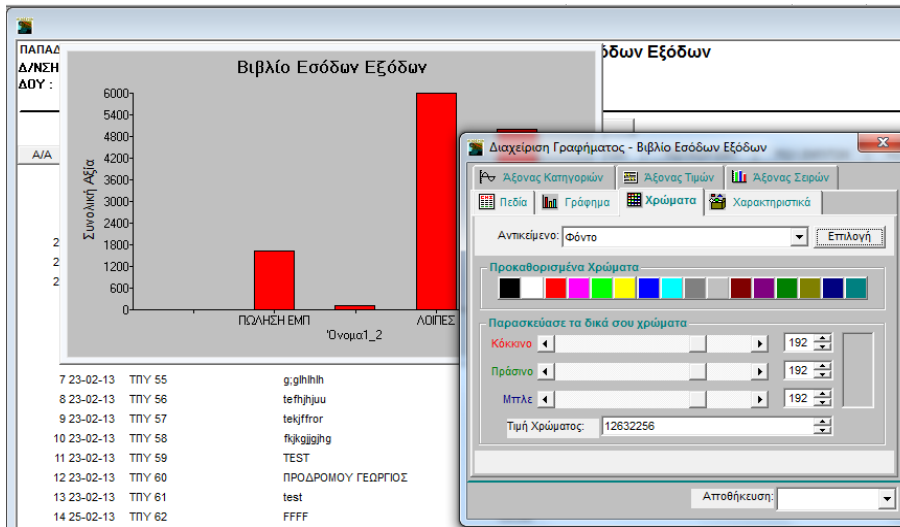 ΠΑΠΑΔ
Δ/ΝΣΗ
ΔΟΥ :
όδων Εξόδων
Α/Α
Βιβλίο Εσόδων Εξόδων
Συνολική Αξία
6000
5400
4800
4200
3600
3000
2400
1800
1200
600
0
ΠΩΛΗΣΗ ΕΜΠ
ΛΟΙΠΕΣ
Όνομα1_2
2
2
2
7 23-02-13 ΤΠΥ 55 g;glhlhlh
8 23-02-13 ΤΠΥ 56 tefhjhjuu
9 23-02-13 ΤΠΥ 57 tekjffror
10 23-02-13 ΤΠΥ 58 fkjkgjjgjhg
11 23-02-13 ΤΠΥ 59 TEST
12 23-02-13 ΤΠΥ 60 ΠΡΟΔΡΟΜΟΥ ΓΕΩΡΓΙΟΣ
13 23-02-13 ΤΠΥ 61 test
14 25-02-13 ΤΠΥ 62 FFFF
Διαχείριση Γραφήματος - Βιβλίο Εσόδων Εξόδων
Άξονας Κατηγοριών Άξονας Τιμών Άξονας Σειρών
Πεδία Γράφημα Χρώματα Χαρακτηριστικά
Αντικείμενο: Φόντο Επιλογή
Προκαθορισμένα Χρώματα
Παρασκεύασε τα δικά σου χρώματα
Κόκκινο 192
Πράσινο 192
Μπλε 192
Τιμή Χρώματος: 12632256
Αποθήκευση: